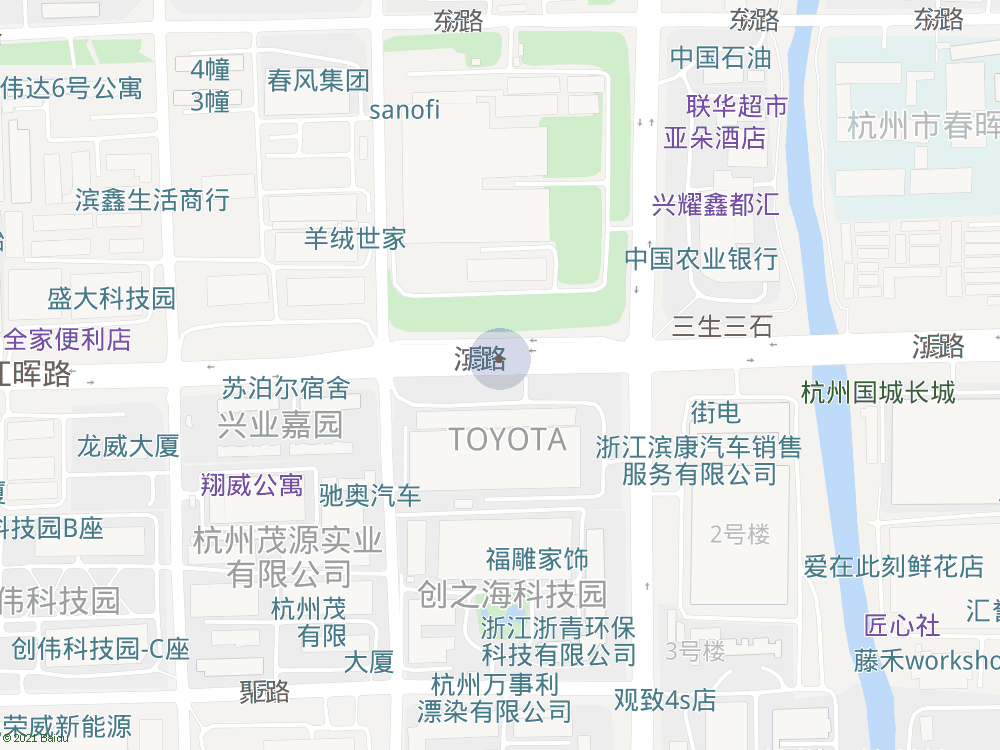 东流路
东流路
东流路
中国石油
4幢
春风集团
伟达6号公寓
3幢
sanofi
联华超市
杭州市春晖
亚朵酒店
滨鑫生活商行
兴耀鑫都汇
羊绒世家
中国农业银行
盛大科技园
三生三石
全家便利店
江晖路
苏泊尔宿舍
杭州国城长城
街电
兴业嘉园
TOYOTA
龙威大厦
浙江滨康汽车销售
服务有限公司
翔威公寓
驰奥汽车
科技园B座
2号楼
杭州茂源实业
有限公司
福雕家饰
爱在此刻鲜花店
伟科技园
创之海科技园
杭州茂
有限
汇
匠心社
浙江浙青环保
科技有限公司
创伟科技园-C座
3号楼
大厦
藤禾worksho
杭州万事利
漂染有限公司
观致4s店
荣威新能源
© 2021 Baidu